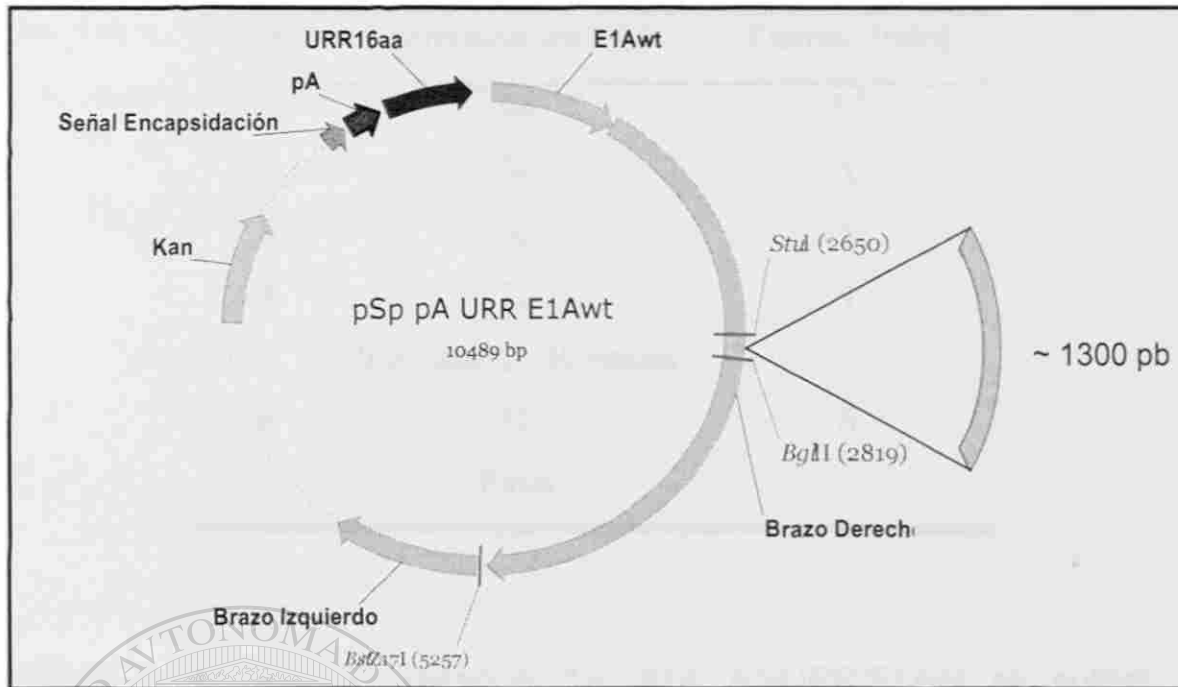 URR16aa
E1Awt
pA
Señal Encapsidación
Kan
StuI (2650)
pSp pA URR E1Awt
10489 bp
~ 1300 pb
BglII (2819)
Brazo Derech
Brazo Izquierdo
BstZ17I (5257)
AVTONOMA